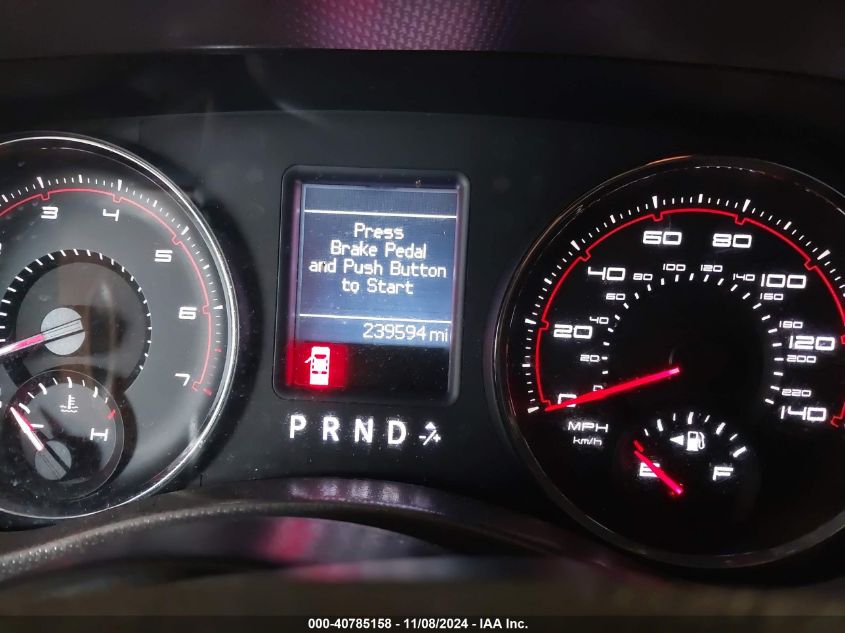 Press
Brake Pedal
and Push Button
to Start
239594 mi
P R N D
3 4 5 6 7
H
0 20 40 60 80 100 120 140
20 40 60 80 100 120 140 160 180 200 220
MPH
km/h
E F
000-40785158 - 11/08/2024 - IAA Inc.